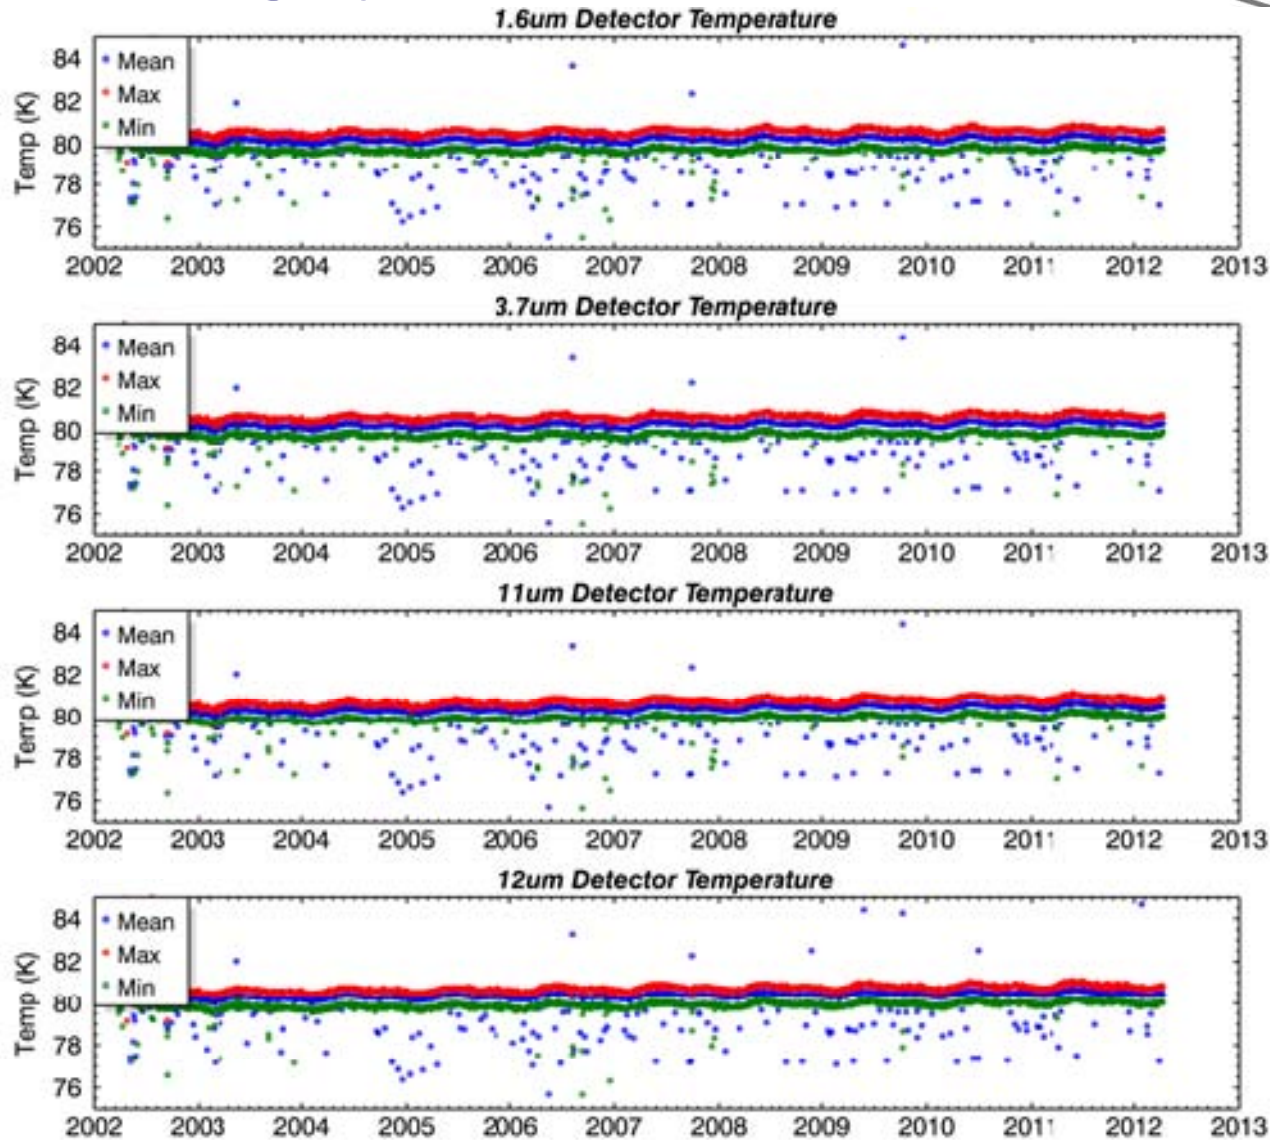 1.6um Detector Temperature
84
82
80
78
76
Temp (K)
Mean
Max
Min
2002 2003 2004 2005 2006 2007 2008 2009 2010 2011 2012 2013
3.7um Detector Temperature
84
82
80
78
76
Temp (K)
Mean
Max
Min
2002 2003 2004 2005 2006 2007 2008 2009 2010 2011 2012 2013
11um Detector Temperature
84
82
80
78
76
Temp (K)
Mean
Max
Min
2002 2003 2004 2005 2006 2007 2008 2009 2010 2011 2012 2013
12um Detector Temperature
84
82
80
78
76
Temp (K)
Mean
Max
Min
2002 2003 2004 2005 2006 2007 2008 2009 2010 2011 2012 2013